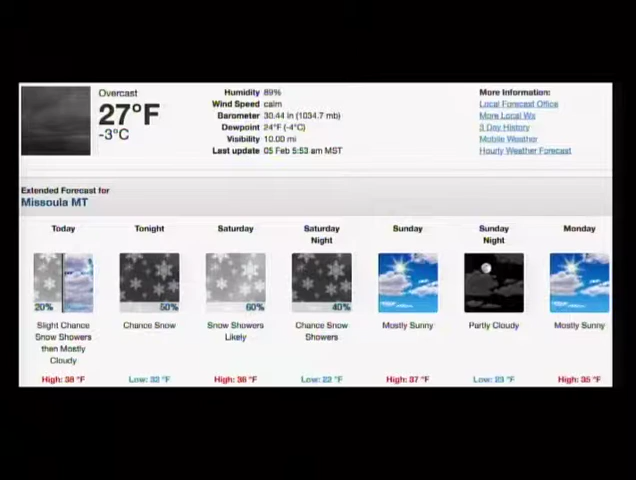 Overcast
27°F
-3°C
Humidity 89%
Wind Speed calm
Barometer 30.44 in (1034.7 mb)
Dewpoint 24°F (-4°C)
Visibility 10.00 mi
Last update 05 Feb 5:53 am MST
More Information:
Local Forecast Office
More Local Wx
3 Day History
Mobile Weather
Hourly Weather Forecast
Extended Forecast for
Missoula MT
Today
Tonight
Saturday
Saturday
Night
Sunday
Sunday
Night
Monday
20%
50%
60%
40%
Slight Chance
Snow Showers
then Mostly
Cloudy
Chance Snow
Snow Showers
Likely
Chance Snow
Showers
Mostly Sunny
Partly Cloudy
Mostly Sunny
High: 38 °F
Low: 32 °F
High: 36 °F
Low: 22 °F
High: 37 °F
Low: 23 °F
High: 35 °F